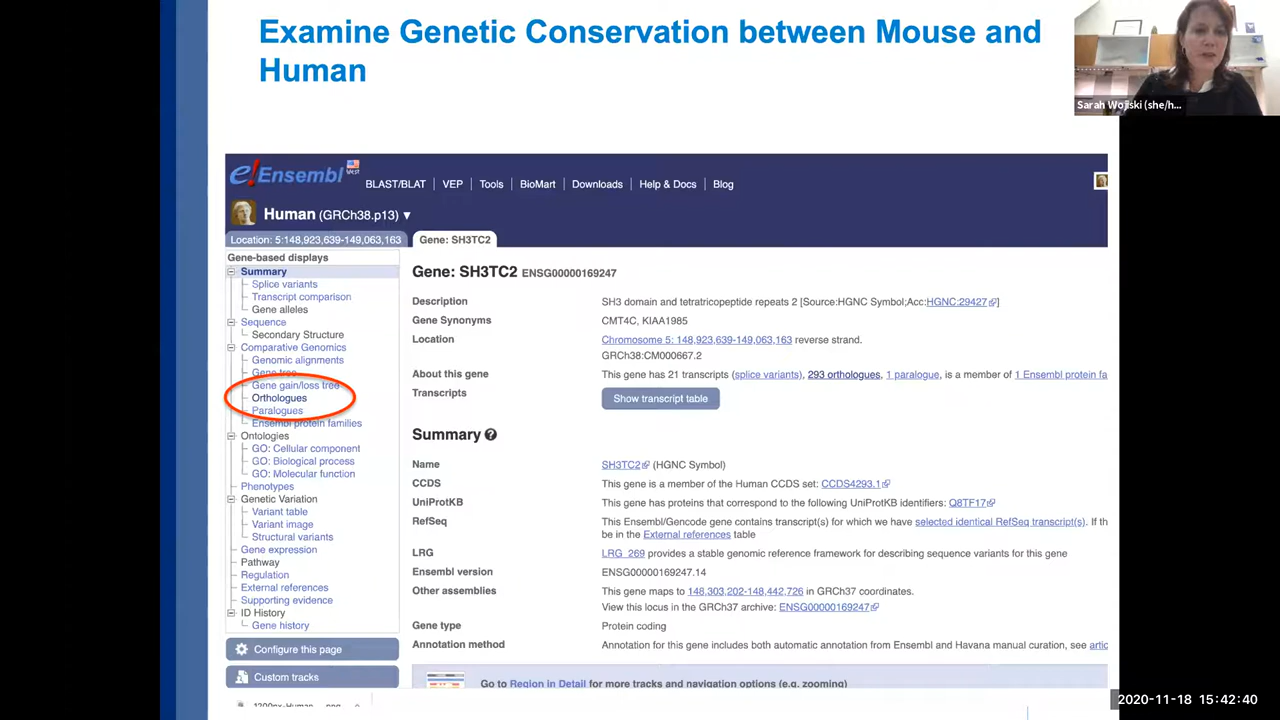 Examine Genetic Conservation between Mouse and
Human
Sarah Wojiski (she/h...
e!Ensembl
BLAST/BLAT VEP Tools BioMart Downloads Help & Docs Blog
Human (GRCh38.p13) ▼
Location: 5:148,923,639-149,063,163 Gene: SH3TC2
Gene-based displays
Summary
Splice variants
Transcript comparison
Gene alleles
Sequence
Secondary Structure
Comparative Genomics
Genomic alignments
Gene tree
Gene gain/loss tree
Orthologues
Paralogues
Ensembl protein families
Ontologies
GO: Cellular component
GO: Biological process
GO: Molecular function
Phenotypes
Genetic Variation
Variant table
Variant image
Structural variants
Gene expression
Pathway
Regulation
External references
Supporting evidence
ID History
Gene history
Configure this page
Custom tracks
Gene: SH3TC2 ENSG00000169247
Description SH3 domain and tetratricopeptide repeats 2 [Source:HGNC Symbol;Acc:HGNC:29427]
Gene Synonyms CMT4C, KIAA1985
Location Chromosome 5: 148,923,639-149,063,163 reverse strand.
GRCh38:CM000667.2
About this gene This gene has 21 transcripts (splice variants), 293 orthologues, 1 paralogue, is a member of 1 Ensembl protein fa
Transcripts Show transcript table
Summary
Name SH3TC2 (HGNC Symbol)
CCDS This gene is a member of the Human CCDS set: CCDS4293.1
UniProtKB This gene has proteins that correspond to the following UniProtKB identifiers: Q8TF17
RefSeq This Ensembl/Gencode gene contains transcript(s) for which we have selected identical RefSeq transcript(s). If th
be in the External references table
LRG LRG_269 provides a stable genomic reference framework for describing sequence variants for this gene
Ensembl version ENSG00000169247.14
Other assemblies This gene maps to 148,303,202-148,442,726 in GRCh37 coordinates.
View this locus in the GRCh37 archive: ENSG00000169247
Gene type Protein coding
Annotation method Annotation for this gene includes both automatic annotation from Ensembl and Havana manual curation, see artic
Go to Region in Detail for more tracks and navigation options (e.g. zooming)
2020-11-18 15:42:40